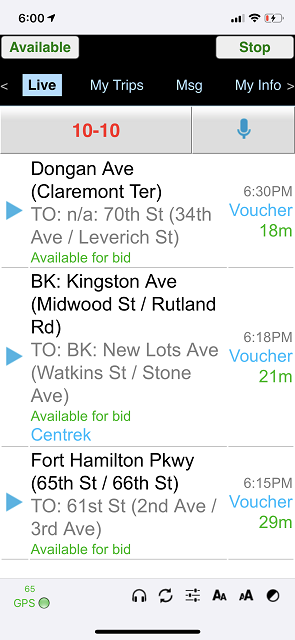 6:00
Available
Stop
< Live My Trips Msg My Info >
10-10
Dongan Ave
(Claremont Ter)
TO: n/a: 70th St (34th
Ave / Leverich St)
Available for bid
6:30PM
Voucher
18m
BK: Kingston Ave
(Midwood St / Rutland
Rd)
TO: BK: New Lots Ave
(Watkins St / Stone
Ave)
Available for bid
Centrek
6:18PM
Voucher
21m
Fort Hamilton Pkwy
(65th St / 66th St)
TO: 61st St (2nd Ave /
3rd Ave)
Available for bid
6:15PM
Voucher
29m
65
GPS
AA AA